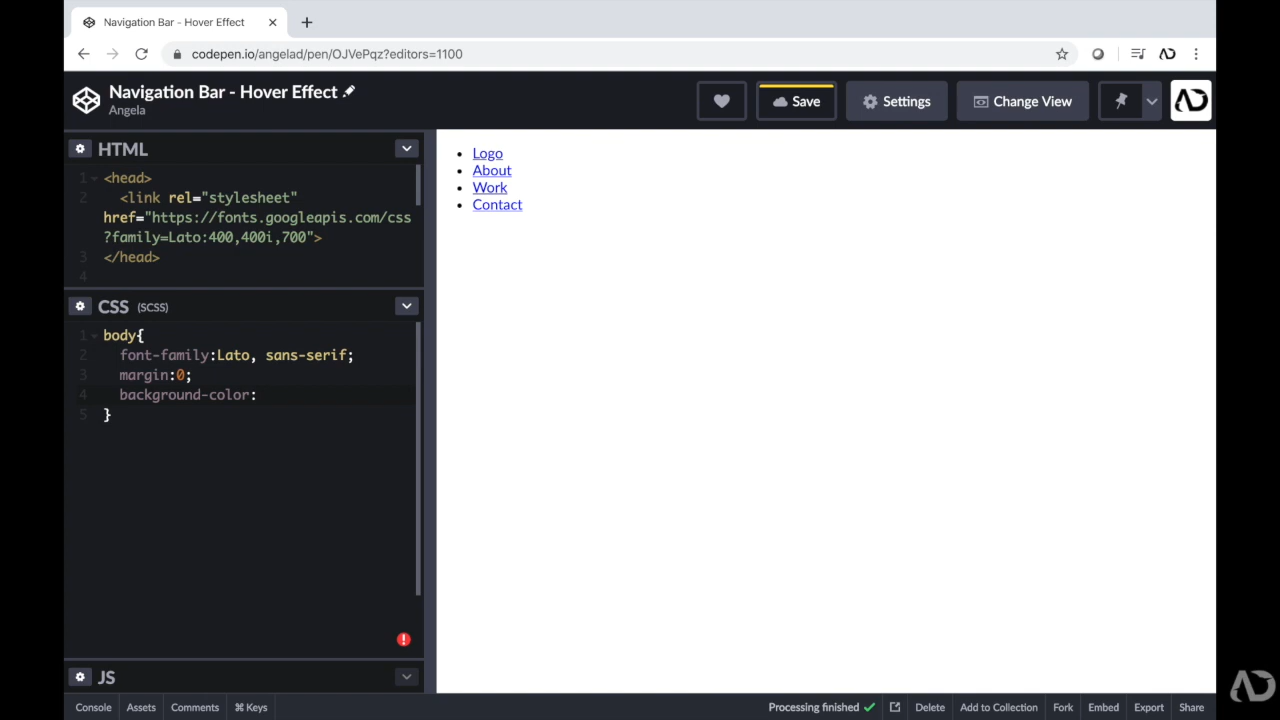 Navigation Bar - Hover Effect
codepen.io/angelad/pen/OJVePqz?editors=1100
Navigation Bar - Hover Effect
Angela
Save
Settings
Change View
HTML
1 <head>
2 <link rel="stylesheet"
href="https://fonts.googleapis.com/css
?family=Lato:400,400i,700">
3 </head>
4
CSS (SCSS)
1 body{
2 font-family:Lato, sans-serif;
3 margin:0;
4 background-color:
5 }
JS
• Logo
• About
• Work
• Contact
Console Assets Comments ⌘ Keys Processing finished Delete Add to Collection Fork Embed Export Share